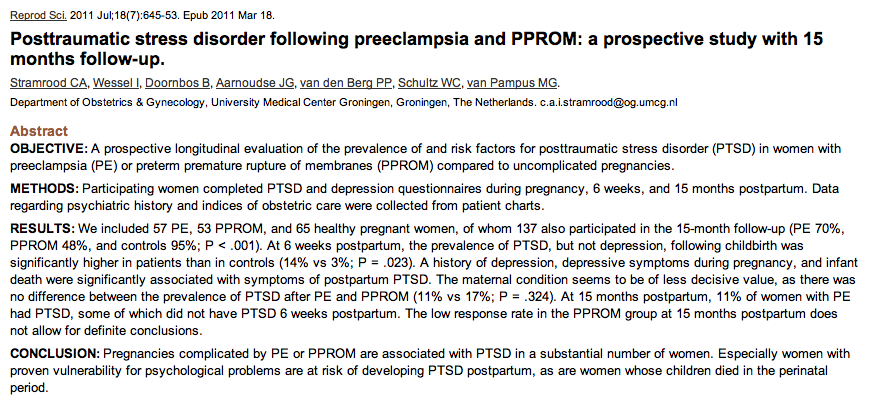 Reprod Sci. 2011 Jul;18(7):645-53. Epub 2011 Mar 18.
Posttraumatic stress disorder following preeclampsia and PPROM: a prospective study with 15
months follow-up.
Stramrood CA, Wessel I, Doornbos B, Aarnoudse JG, van den Berg PP, Schultz WC, van Pampus MG.
Department of Obstetrics & Gynecology, University Medical Center Groningen, Groningen, The Netherlands. c.a.i.stramrood@og.umcg.nl
Abstract
OBJECTIVE: A prospective longitudinal evaluation of the prevalence of and risk factors for posttraumatic stress disorder (PTSD) in women with
preeclampsia (PE) or preterm premature rupture of membranes (PPROM) compared to uncomplicated pregnancies.
METHODS: Participating women completed PTSD and depression questionnaires during pregnancy, 6 weeks, and 15 months postpartum. Data
regarding psychiatric history and indices of obstetric care were collected from patient charts.
RESULTS: We included 57 PE, 53 PPROM, and 65 healthy pregnant women, of whom 137 also participated in the 15-month follow-up (PE 70%,
PPROM 48%, and controls 95%; P < .001). At 6 weeks postpartum, the prevalence of PTSD, but not depression, following childbirth was
significantly higher in patients than in controls (14% vs 3%; P = .023). A history of depression, depressive symptoms during pregnancy, and infant
death were significantly associated with symptoms of postpartum PTSD. The maternal condition seems to be of less decisive value, as there was
no difference between the prevalence of PTSD after PE and PPROM (11% vs 17%; P = .324). At 15 months postpartum, 11% of women with PE
had PTSD, some of which did not have PTSD 6 weeks postpartum. The low response rate in the PPROM group at 15 months postpartum does
not allow for definite conclusions.
CONCLUSION: Pregnancies complicated by PE or PPROM are associated with PTSD in a substantial number of women. Especially women with
proven vulnerability for psychological problems are at risk of developing PTSD postpartum, as are women whose children died in the perinatal
period.